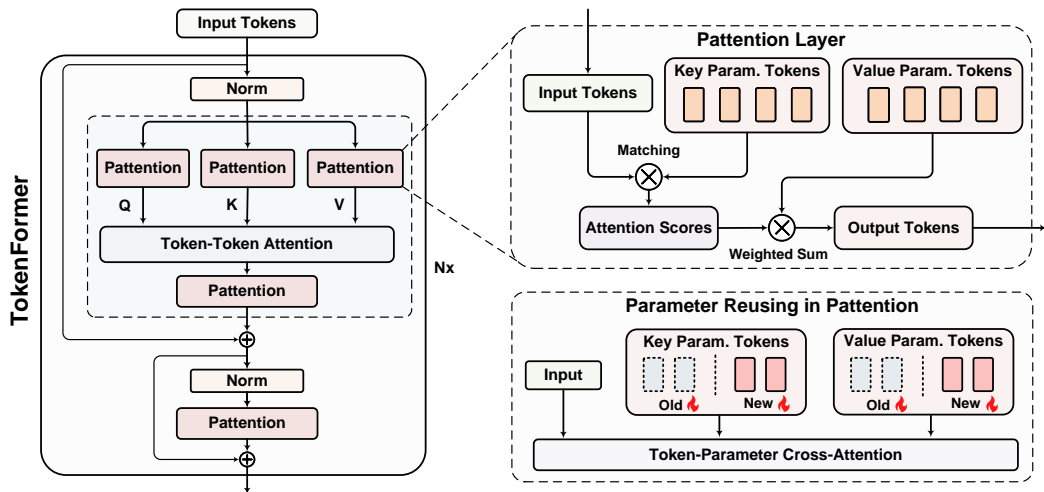 Input Tokens
TokenFormer
Norm
Pattention
Pattention
Pattention
Q
K
V
Token-Token Attention
Pattention
Nx
Norm
Pattention
Pattention Layer
Input Tokens
Key Param. Tokens
Value Param. Tokens
Matching
Attention Scores
Weighted Sum
Output Tokens
Parameter Reusing in Pattention
Input
Key Param. Tokens
Old
New
Value Param. Tokens
Old
New
Token-Parameter Cross-Attention